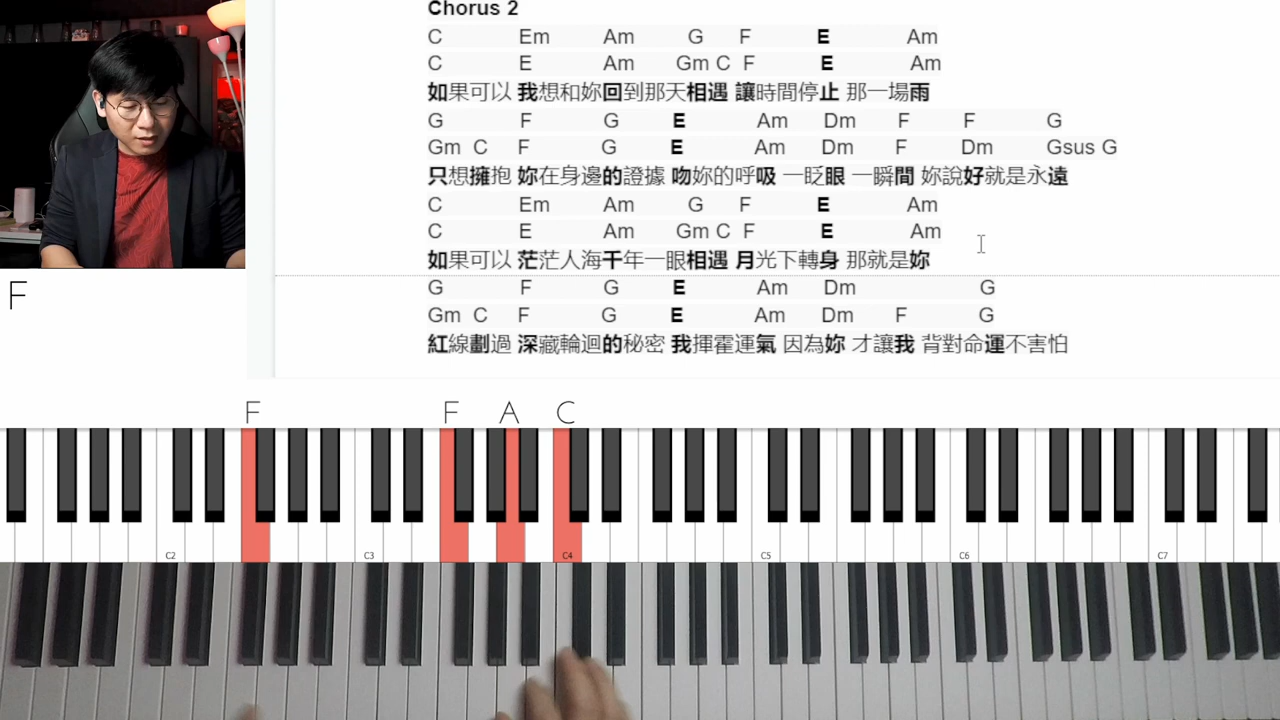 Chorus 2
C Em Am G F E Am
C E Am Gm C F E Am
如果可以 我想和妳回到那天相遇 讓時間停止 那一場雨
G F G E Am Dm F F G
Gm C F G E Am Dm F Dm Gsus G
只想擁抱 妳在身邊的證據 吻妳的呼吸 一眨眼 一瞬間 妳說好就是永遠
C Em Am G F E Am
C E Am Gm C F E Am
如果可以 茫茫人海千年一眼相遇 月光下轉身 那就是妳
G F G E Am Dm G
Gm C F G E Am Dm F G
紅線劃過 深藏輪迴的秘密 我揮霍運氣 因為妳 才讓我 背對命運不害怕
F
F F A C
C2 C3 C4 C5 C6 C7